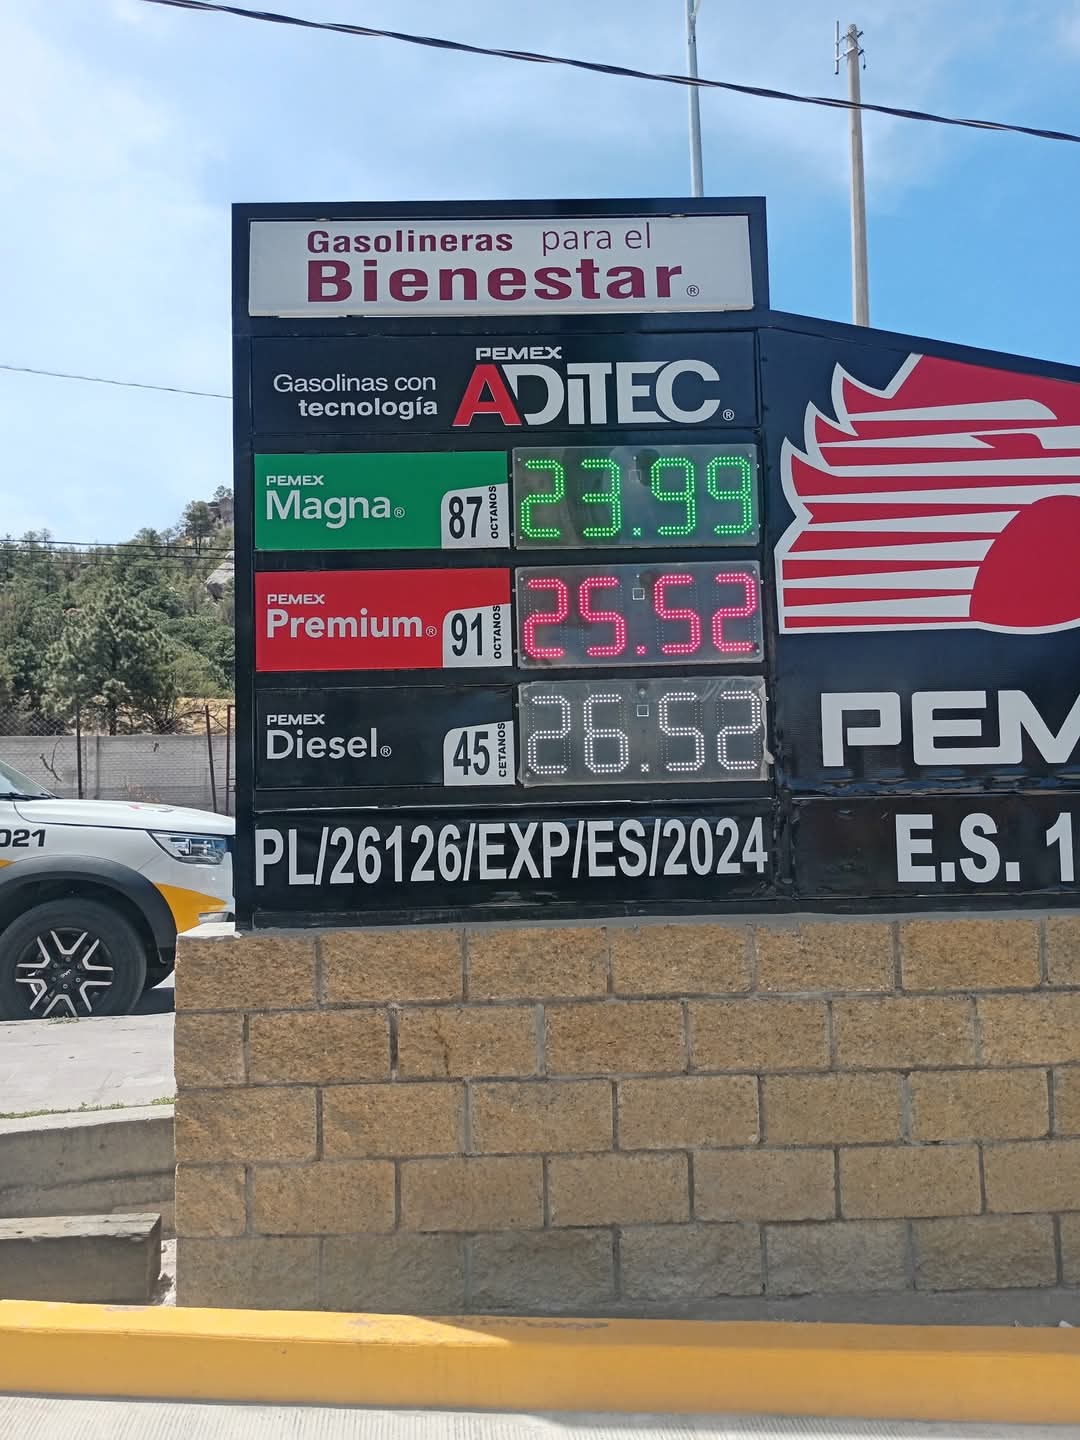 Gasolineras para el
Bienestar®
PEMEX
Gasolinas con
tecnología
ADITEC®
PEMEX
Magna®
87
OCTANOS
23.99
PEMEX
Premium®
91
OCTANOS
25.52
PEMEX
Diesel®
45
CETANOS
26.52
PL/26126/EXP/ES/2024
PEM
E.S. 1
021